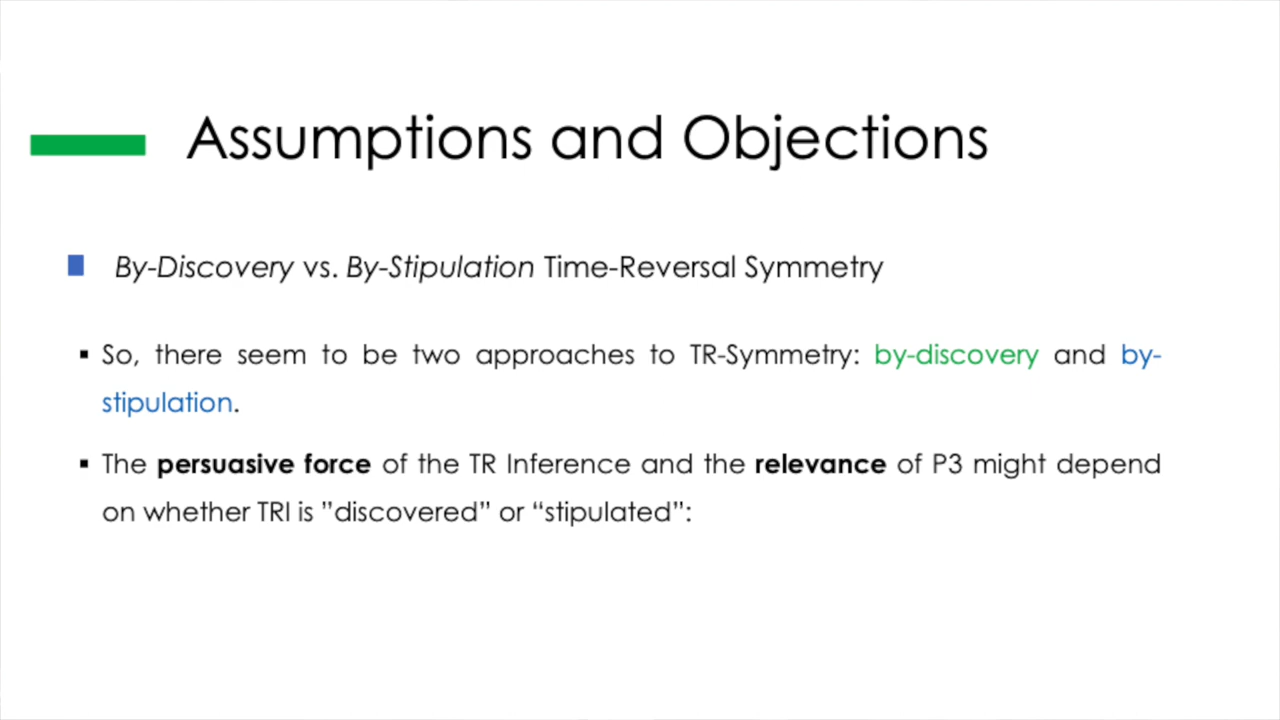 Assumptions and Objections
By-Discovery vs. By-Stipulation Time-Reversal Symmetry
So, there seem to be two approaches to TR-Symmetry: by-discovery and by-
stipulation.
The persuasive force of the TR Inference and the relevance of P3 might depend
on whether TRI is ”discovered” or “stipulated”: